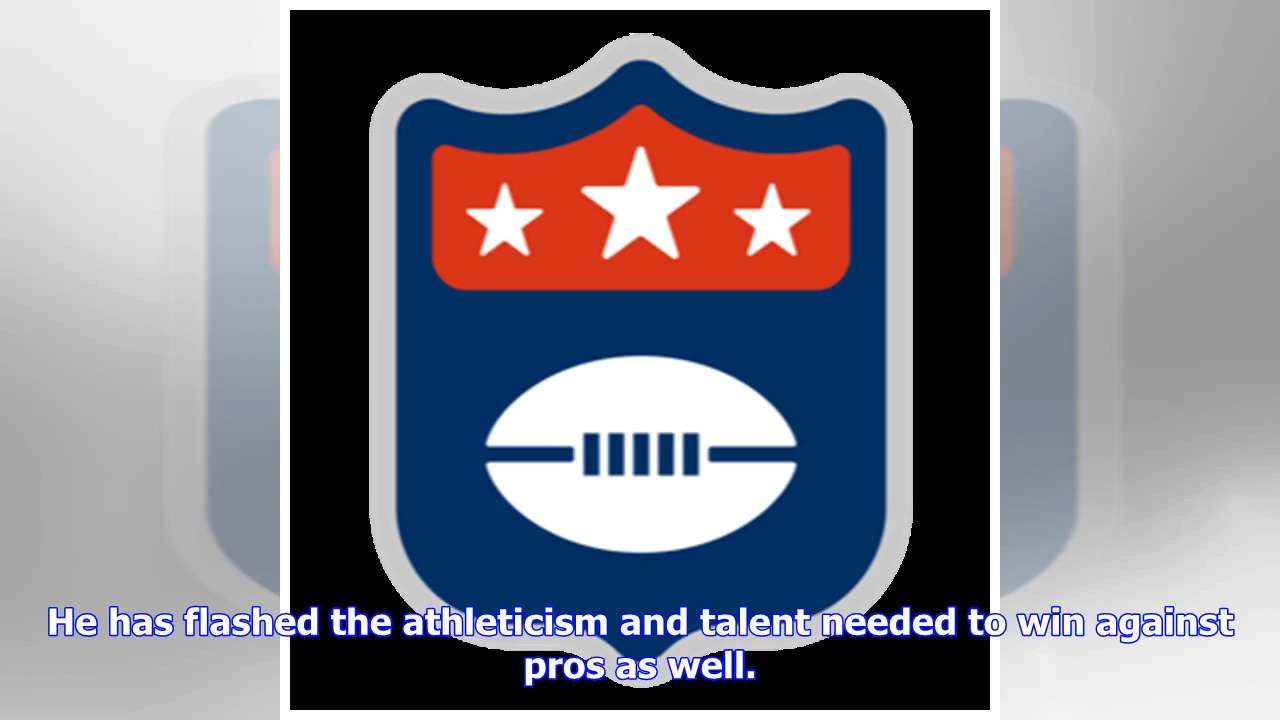 He has flashed the athleticism and talent needed to win against
pros as well.